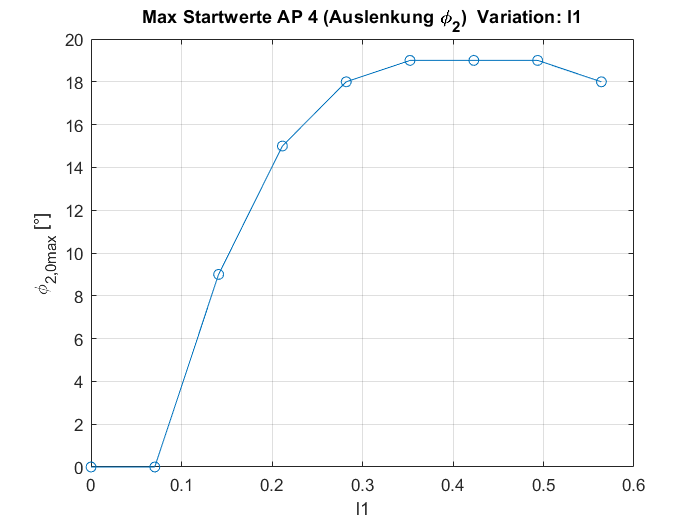 Max Startwerte AP 4 (Auslenkung ϕ2) Variation: l1
20
18
16
14
12
10
8
6
4
2
0
ϕ2,0max [°]
0 0.1 0.2 0.3 0.4 0.5 0.6
l1